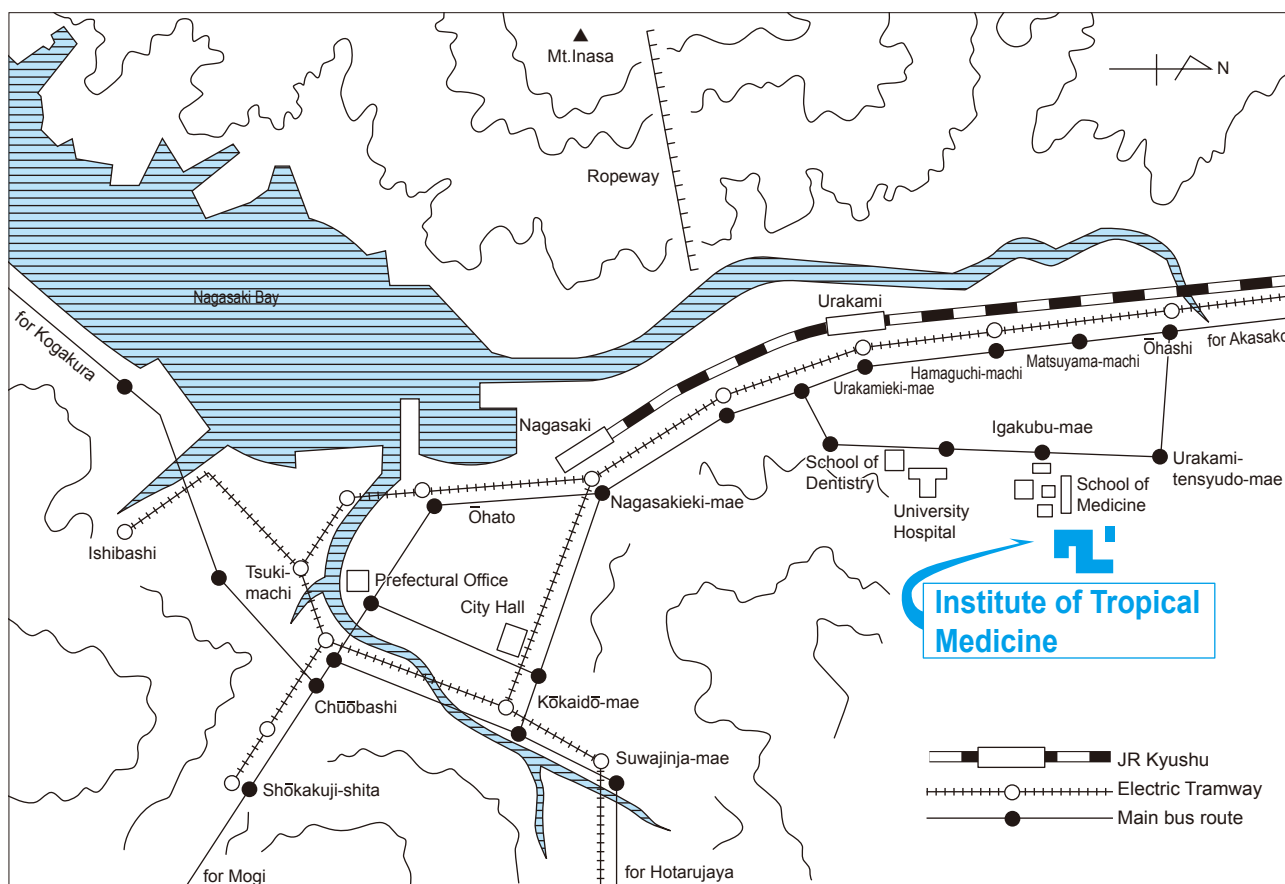 Mt.Inasa
N
Ropeway
Nagasaki Bay
Urakami
for Kogakura
Ōhashi
for Akasako
Matsuyama-machi
Hamaguchi-machi
Urakamieki-mae
Nagasaki
Igakubu-mae
School of
Dentistry
Urakami-
tensyudo-mae
University
Hospital
School of
Medicine
Nagasakieki-mae
Ōhato
Ishibashi
Tsuki-
machi
Prefectural Office
City Hall
Institute of Tropical
Medicine
Chūōbashi
Kōkaidō-mae
Suwajinja-mae
Shōkakuji-shita
JR Kyushu
Electric Tramway
Main bus route
for Mogi
for Hotarujaya